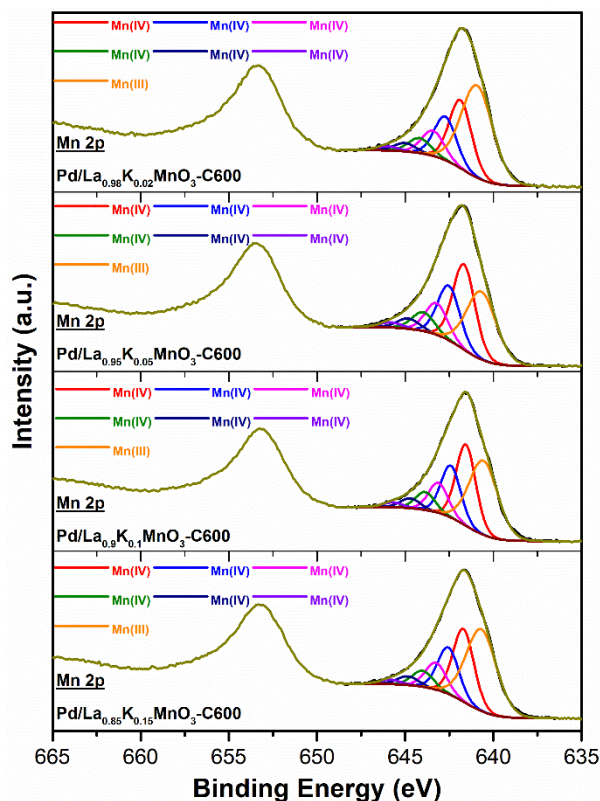 Mn(IV) Mn(IV) Mn(IV)
Mn(IV) Mn(IV) Mn(IV)
Mn(III)
Mn 2p
Pd/La0.98K0.02MnO3-C600
Mn(IV) Mn(IV) Mn(IV)
Mn(IV) Mn(IV) Mn(IV)
Mn(III)
Mn 2p
Pd/La0.95K0.05MnO3-C600
Mn(IV) Mn(IV) Mn(IV)
Mn(IV) Mn(IV) Mn(IV)
Mn(III)
Mn 2p
Pd/La0.9K0.1MnO3-C600
Mn(IV) Mn(IV) Mn(IV)
Mn(IV) Mn(IV) Mn(IV)
Mn(III)
Mn 2p
Pd/La0.85K0.15MnO3-C600
Intensity (a.u.)
665 660 655 650 645 640 635
Binding Energy (eV)